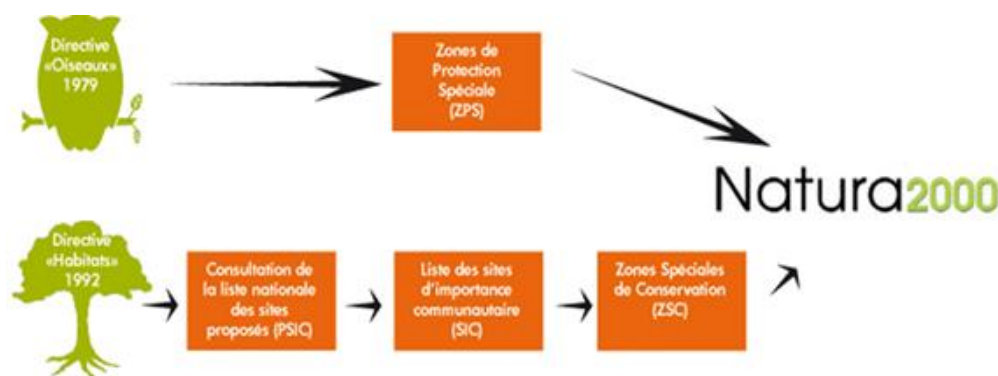 Directive
«Oiseaux»
1979
Zones de
Protection
Spéciale
(ZPS)
Natura2000
Directive
«Habitats»
1992
Consultation de
la liste nationale
des sites
proposés (PSIC)
Liste des sites
d'importance
communautaire
(SIC)
Zones Spéciales
de Conservation
(ZSC)